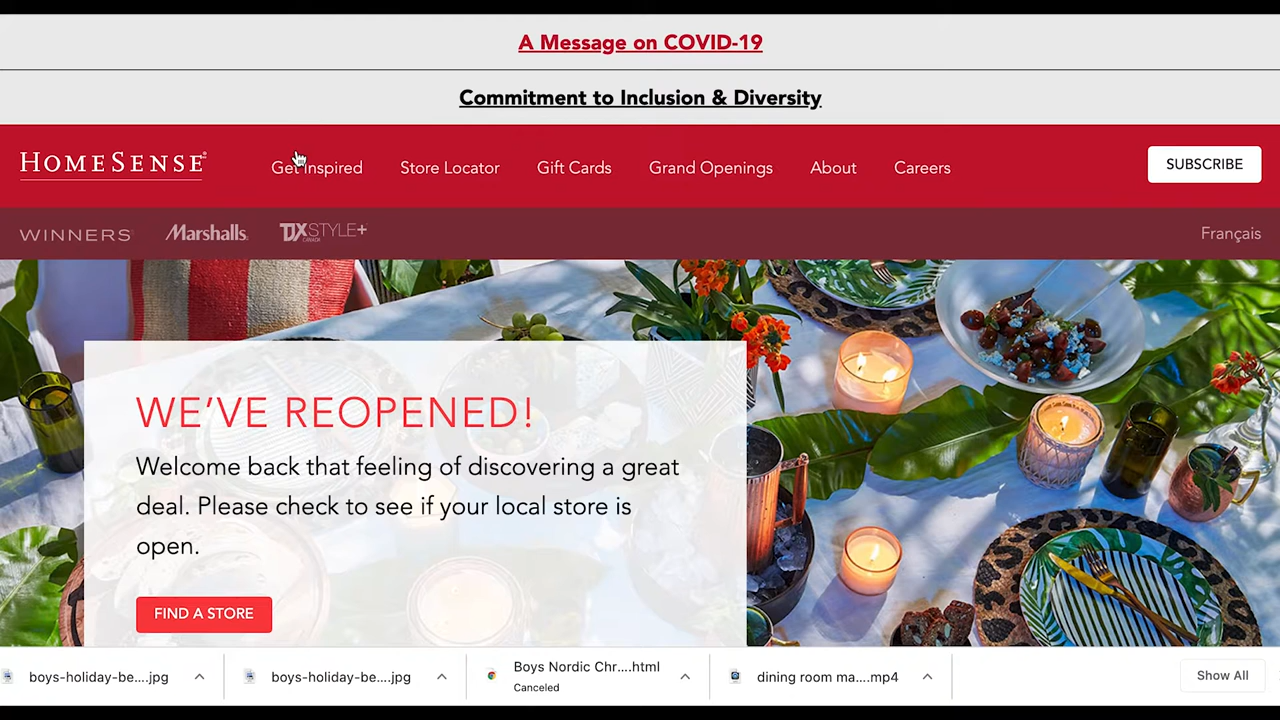 A Message on COVID-19
Commitment to Inclusion & Diversity
HOMESENSE®
Get Inspired
Store Locator
Gift Cards
Grand Openings
About
Careers
SUBSCRIBE
WINNERS
Marshalls
TJX STYLE+
CANADA
Français
WE'VE REOPENED!
Welcome back that feeling of discovering a great
deal. Please check to see if your local store is
open.
FIND A STORE
boys-holiday-be....jpg
boys-holiday-be....jpg
Boys Nordic Chr....html
Canceled
dining room ma....mp4
Show All